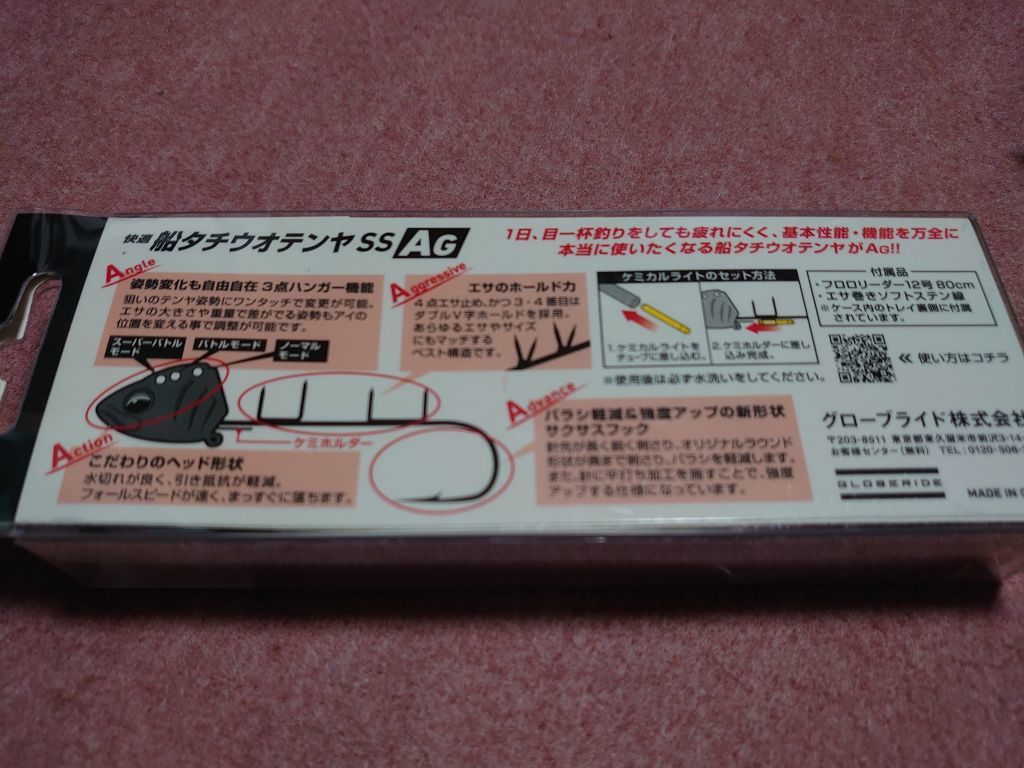 快適 船タチウオテンヤ SS AG
1日、目一杯釣りをしても疲れにくく、基本性能・機能を万全に
本当に使いたくなる船タチウオテンヤがAG!!
Angle
姿勢変化も自由自在 3点ハンガー機能
狙いのテンヤ姿勢にワンタッチで変更が可能。
エサの大きさや重量で差がでる姿勢もアイの
位置を変える事で調整が可能です。
スーパーバトル
モード
バトルモード
ノーマル
モード
Aggressive
エサのホールド力
4点エサ止め、かつ3・4番目は
ダブルV字ホールドを採用。
あらゆるエサやサイズ
にもマッチする
ベスト構造です。
ケミカルライトのセット方法
1.ケミカルライトを
チューブに差し込む。
2.ケミホルダーに差し
込み完成。
※使用後は必ず水洗いをしてください。
付属品
・フロロリーダー12号 80cm
・エサ巻きソフトステン線
※ケース内のトレイ裏側に付属
されています。
≪ 使い方はコチラ
ケミホルダー
Action
こだわりのヘッド形状
水切れが良く、引き抵抗が軽減。
フォールスピードが速く、まっすぐに落ちます。
Advance
バラシ軽減&強度アップの新形状
サクサスフック
針先が長く鋭く刺さり、オリジナルラウンド
形状が奥まで刺さり、バラシを軽減します。
また、針に平打ち加工を施すことで、強度
アップする仕様になっています。
グローブライド株式会
〒203-8511 東京都東久留米市前沢3-14-
お客様センター(無料) TEL:0120-506-
GLOBERIDE
MADE IN